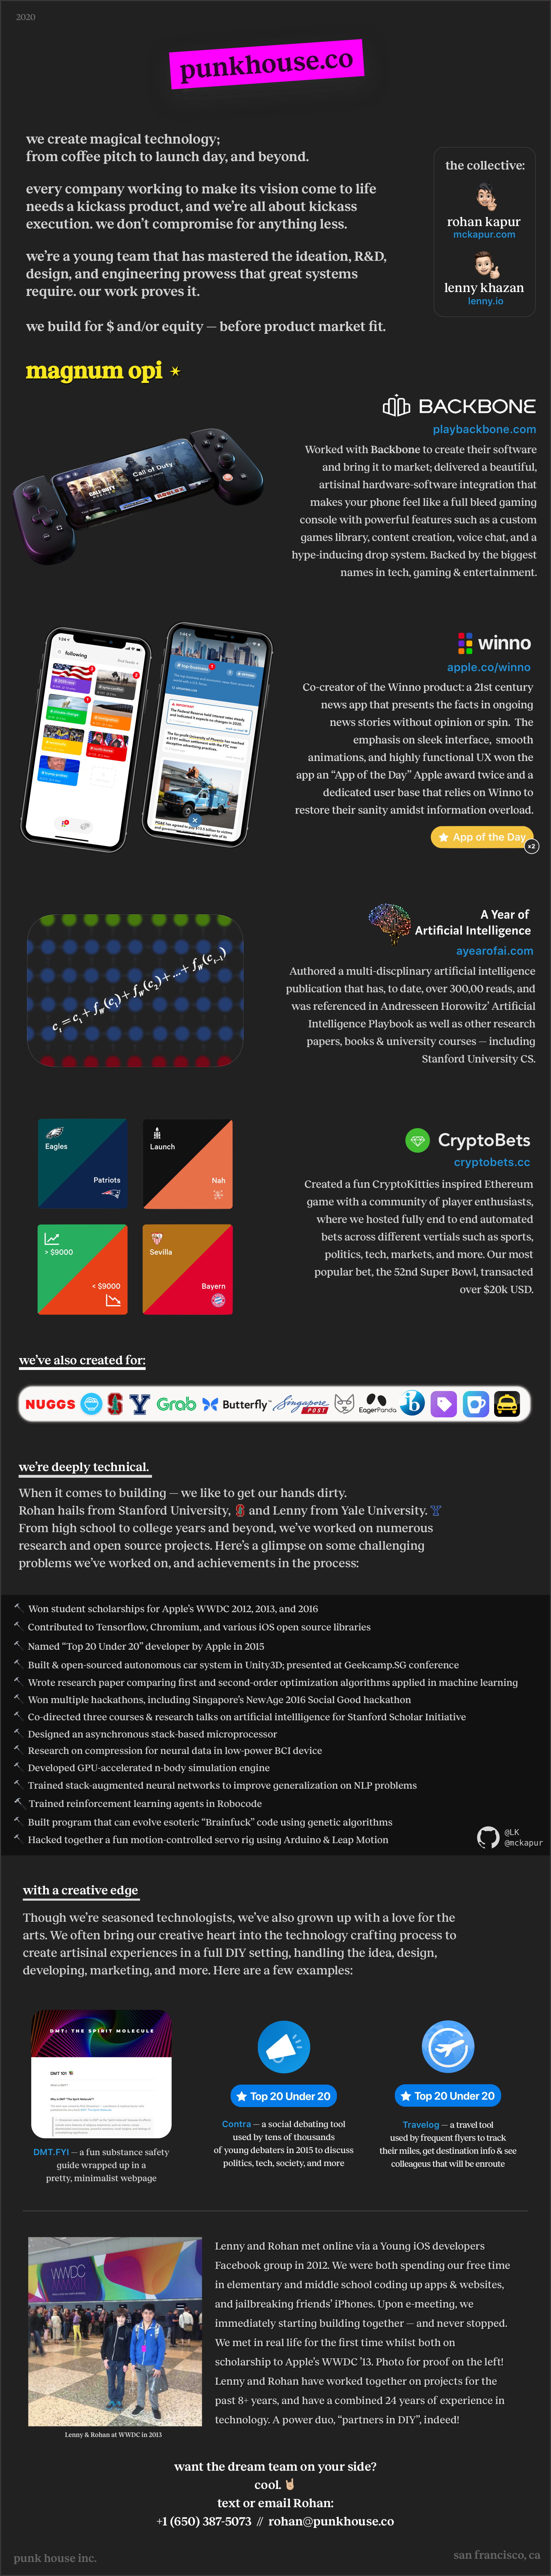 2020
punkhouse.co
we create magical technology;
from coffee pitch to launch day, and beyond.
every company working to make its vision come to life
needs a kickass product, and we're all about kickass
execution. we don't compromise for anything less.
we're a young team that has mastered the ideation, R&D,
design, and engineering prowess that great systems
require. our work proves it.
we build for $ and/or equity — before product market fit.
the collective:
rohan kapur
mckapur.com
lenny khazan
lenny.io
magnum opi
BACKBONE
playbackbone.com
Worked with Backbone to create their software
and bring it to market; delivered a beautiful,
artisinal hardware-software integration that
makes your phone feel like a full bleed gaming
console with powerful features such as a custom
games library, content creation, voice chat, and a
hype-inducing drop system. Backed by the biggest
names in tech, gaming & entertainment.
Call of Duty
following
winno
apple.co/winno
Co-creator of the Winno product: a 21st century
news app that presents the facts in ongoing
news stories without opinion or spin. The
emphasis on sleek interface, smooth
animations, and highly functional UX won the
app an "App of the Day" Apple award twice and a
dedicated user base that relies on Winno to
restore their sanity amidst information overload.
App of the Day
x2
A Year of
Artificial Intelligence
ayearofai.com
Authored a multi-discplinary artificial intelligence
publication that has, to date, over 300,00 reads, and
was referenced in Andresseen Horowitz' Artificial
Intelligence Playbook as well as other research
papers, books & university courses — including
Stanford University CS.
Eagles
Patriots
Launch
Nah
> $9000
< $9000
Sevilla
Bayern
CryptoBets
cryptobets.cc
Created a fun CryptoKitties inspired Ethereum
game with a community of player enthusiasts,
where we hosted fully end to end automated
bets across different vertials such as sports,
politics, tech, markets, and more. Our most
popular bet, the 52nd Super Bowl, transacted
over $20k USD.
we've also created for:
NUGGS S Y Grab Butterfly™ Singapore POST EagerPanda ib
we're deeply technical.
When it comes to building — we like to get our hands dirty.
Rohan hails from Stanford University, and Lenny from Yale University.
From high school to college years and beyond, we've worked on numerous
research and open source projects. Here's a glimpse on some challenging
problems we've worked on, and achievements in the process:
Won student scholarships for Apple's WWDC 2012, 2013, and 2016
Contributed to Tensorflow, Chromium, and various iOS open source libraries
Named "Top 20 Under 20" developer by Apple in 2015
Built & open-sourced autonomous car system in Unity3D; presented at Geekcamp.SG conference
Wrote research paper comparing first and second-order optimization algorithms applied in machine learning
Won multiple hackathons, including Singapore's NewAge 2016 Social Good hackathon
Co-directed three courses & research talks on artificial intellligence for Stanford Scholar Initiative
Designed an asynchronous stack-based microprocessor
Research on compression for neural data in low-power BCI device
Developed GPU-accelerated n-body simulation engine
Trained stack-augmented neural networks to improve generalization on NLP problems
Trained reinforcement learning agents in Robocode
Built program that can evolve esoteric "Brainfuck" code using genetic algorithms
Hacked together a fun motion-controlled servo rig using Arduino & Leap Motion
@LK
@mckapur
with a creative edge
Though we're seasoned technologists, we've also grown up with a love for the
arts. We often bring our creative heart into the technology crafting process to
create artisinal experiences in a full DIY setting, handling the idea, design,
developing, marketing, and more. Here are a few examples:
DMT: THE SPIRIT MOLECULE
DMT 101
DMT.FYI — a fun substance safety
guide wrapped up in a
pretty, minimalist webpage
Top 20 Under 20
Contra — a social debating tool
used by tens of thousands
of young debaters in 2015 to discuss
politics, tech, society, and more
Top 20 Under 20
Travelog — a travel tool
used by frequent flyers to track
their miles, get destination info & see
colleageus that will be enroute
WWDC
Lenny & Rohan at WWDC in 2013
Lenny and Rohan met online via a Young iOS developers
Facebook group in 2012. We were both spending our free time
in elementary and middle school coding up apps & websites,
and jailbreaking friends' iPhones. Upon e-meeting, we
immediately starting building together — and never stopped.
We met in real life for the first time whilst both on
scholarship to Apple's WWDC '13. Photo for proof on the left!
Lenny and Rohan have worked together on projects for the
past 8+ years, and have a combined 24 years of experience in
technology. A power duo, "partners in DIY", indeed!
want the dream team on your side?
cool.
text or email Rohan:
+1 (650) 387-5073 // rohan@punkhouse.co
punk house inc.
san francisco, ca